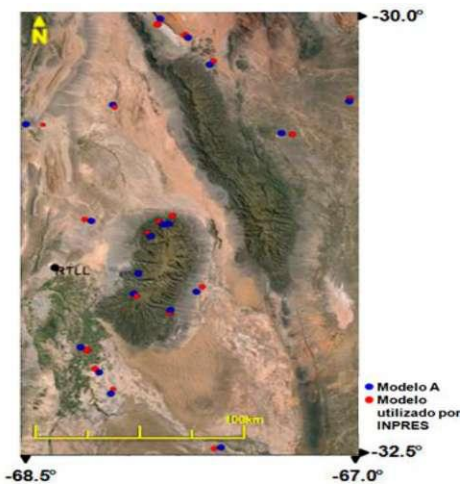 -30.0º
N
RTLL
Modelo A
Modelo
utilizado por
INPRES
100km
-32.5º
-68.5º
-67.0º